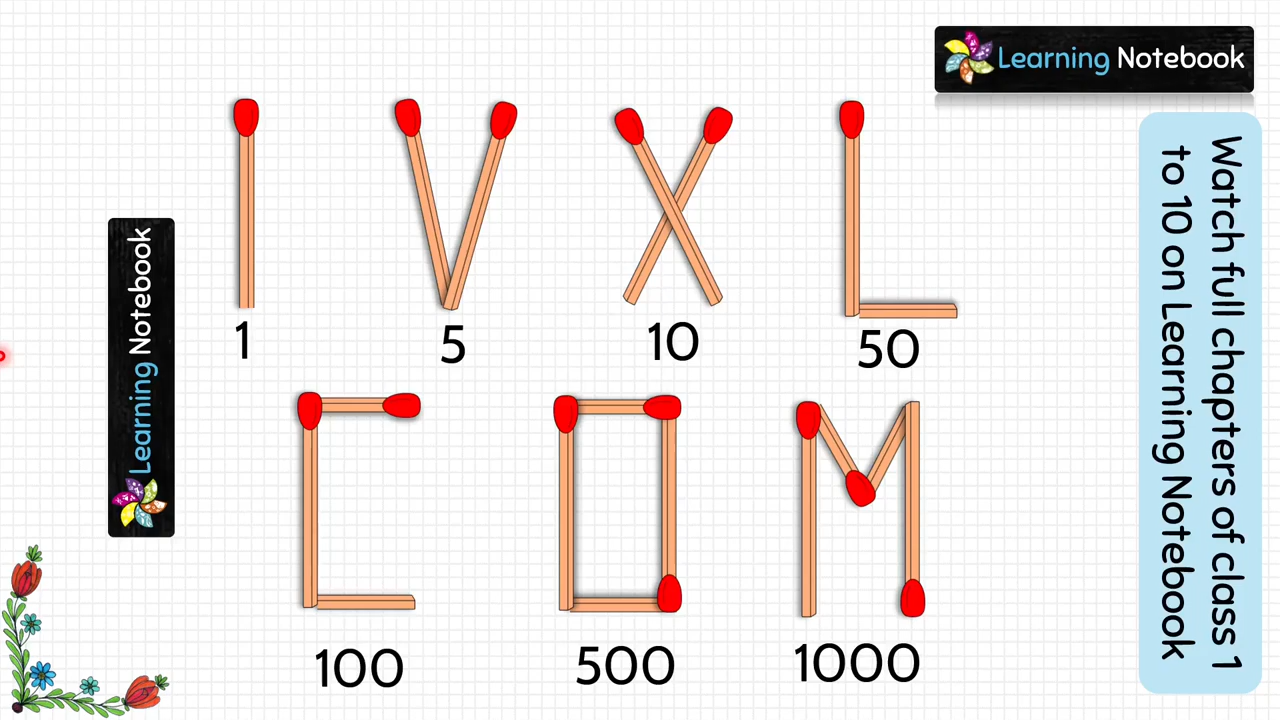 Learning Notebook
I V X L
1 5 10 50
C D M
100 500 1000
Learning Notebook
Watch full chapters of class 1
to 10 on Learning Notebook